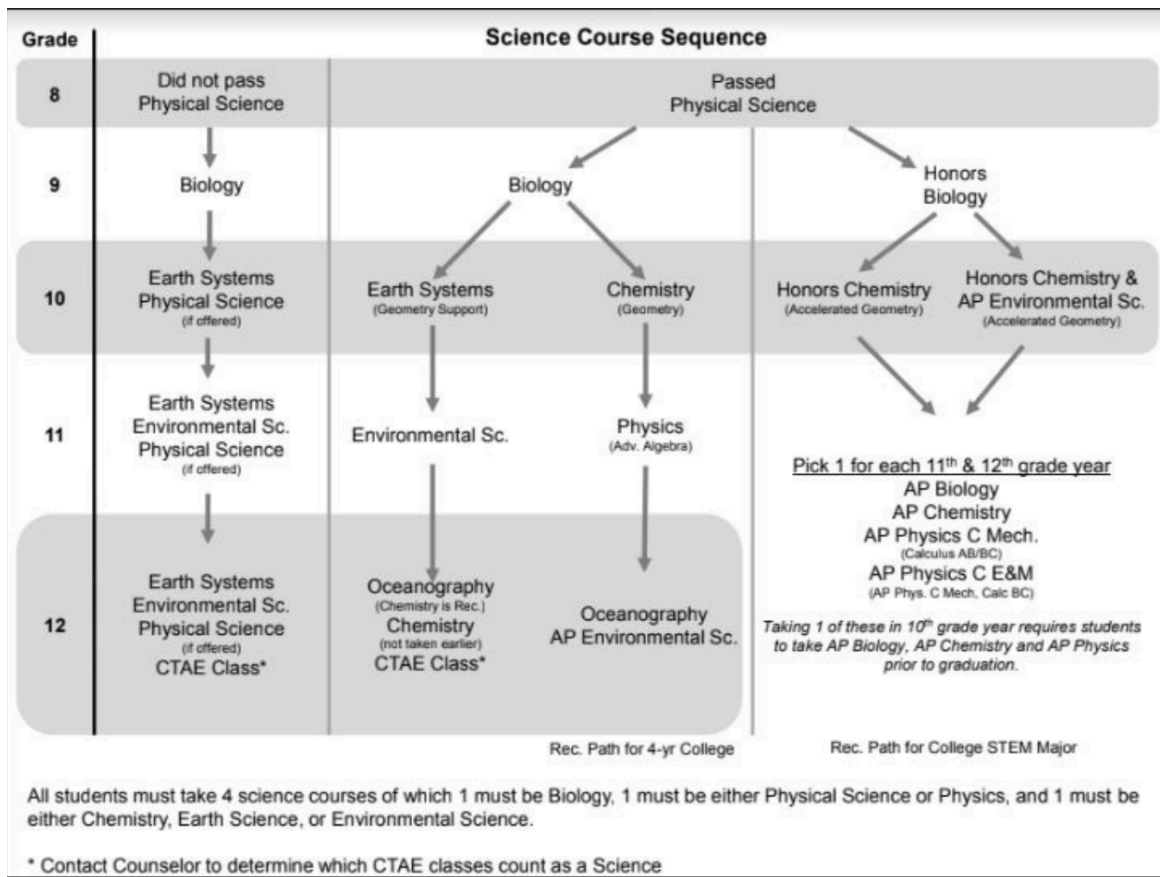 Grade
Science Course Sequence
8
Did not pass
Physical Science
Passed
Physical Science
9
Biology
Biology
Honors
Biology
10
Earth Systems
Physical Science
(if offered)
Earth Systems
(Geometry Support)
Chemistry
(Geometry)
Honors Chemistry
(Accelerated Geometry)
Honors Chemistry &
AP Environmental Sc.
(Accelerated Geometry)
11
Earth Systems
Environmental Sc.
Physical Science
(if offered)
Environmental Sc.
Physics
(Adv. Algebra)
Pick 1 for each 11th & 12th grade year
AP Biology
AP Chemistry
AP Physics C Mech.
(Calculus AB/BC)
AP Physics C E&M
(AP Phys. C Mech, Calc BC)
Taking 1 of these in 10th grade year requires students
to take AP Biology, AP Chemistry and AP Physics
prior to graduation.
12
Earth Systems
Environmental Sc.
Physical Science
(if offered)
CTAE Class*
Oceanography
(Chemistry is Rec.)
Chemistry
(not taken earlier)
CTAE Class*
Oceanography
AP Environmental Sc.
Rec. Path for 4-yr College
Rec. Path for College STEM Major
All students must take 4 science courses of which 1 must be Biology, 1 must be either Physical Science or Physics, and 1 must be
either Chemistry, Earth Science, or Environmental Science.
* Contact Counselor to determine which CTAE classes count as a Science